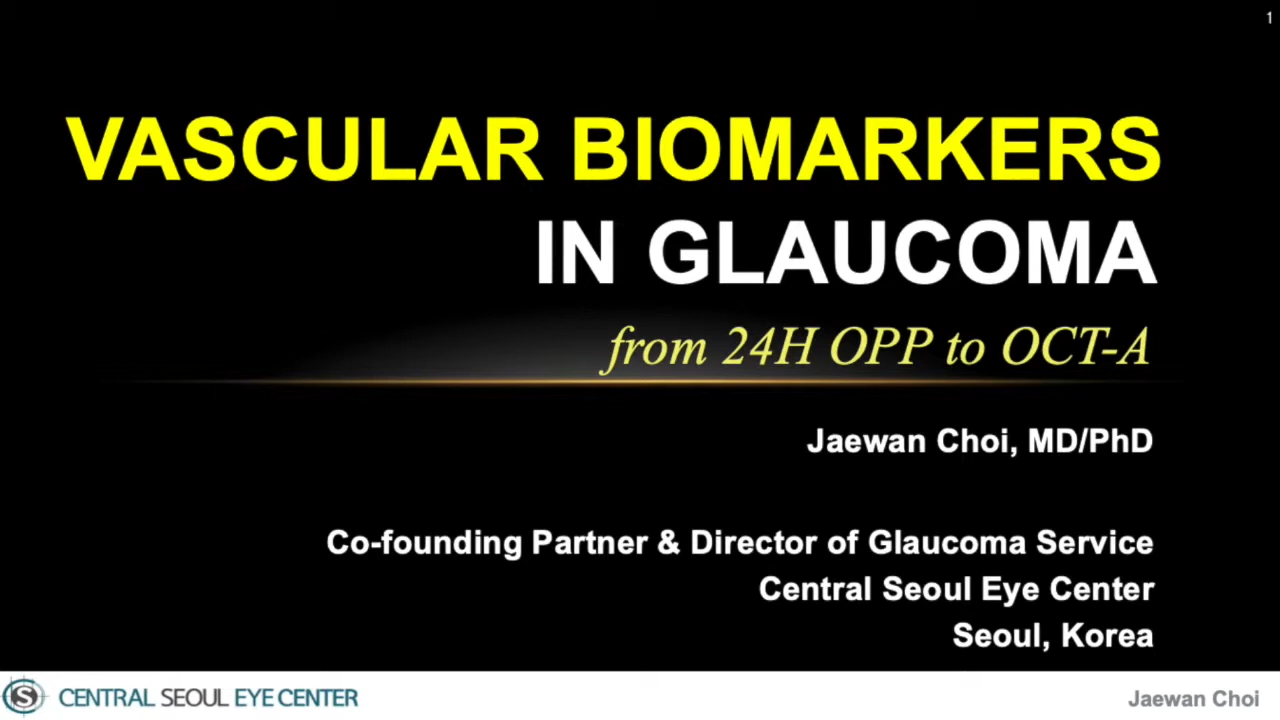 1
VASCULAR BIOMARKERS
IN GLAUCOMA
from 24H OPP to OCT-A
Jaewan Choi, MD/PhD
Co-founding Partner & Director of Glaucoma Service
Central Seoul Eye Center
Seoul, Korea
S CENTRAL SEOUL EYE CENTER
Jaewan Choi